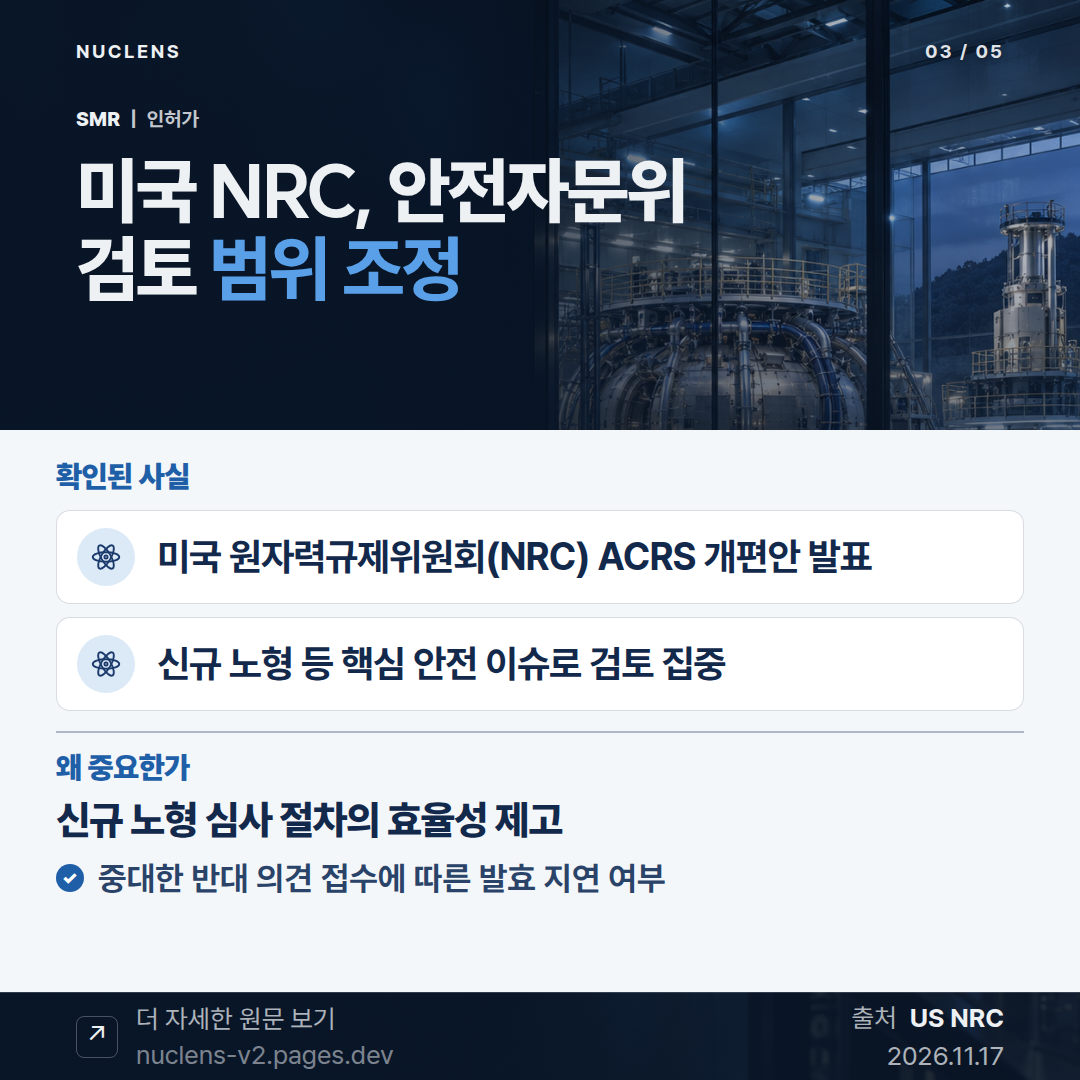 NUCLENS
03 / 05
SMR | 인허가
미국 NRC, 안전자문위
검토 범위 조정
확인된 사실
미국 원자력규제위원회(NRC) ACRS 개편안 발표
신규 노형 등 핵심 안전 이슈로 검토 집중
왜 중요한가
신규 노형 심사 절차의 효율성 제고
중대한 반대 의견 접수에 따른 발효 지연 여부
더 자세한 원문 보기
nuclens-v2.pages.dev
출처 US NRC
2026.11.17